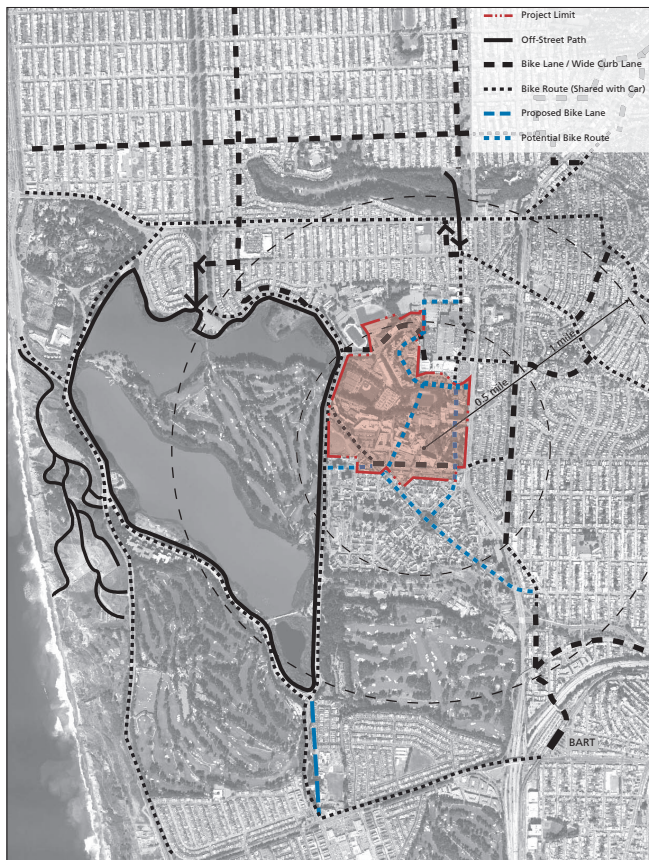 Project Limit
Off-Street Path
Bike Lane / Wide Curb Lane
Bike Route (Shared with Car)
Proposed Bike Lane
Potential Bike Route
1 mile
0.5 mile
BART